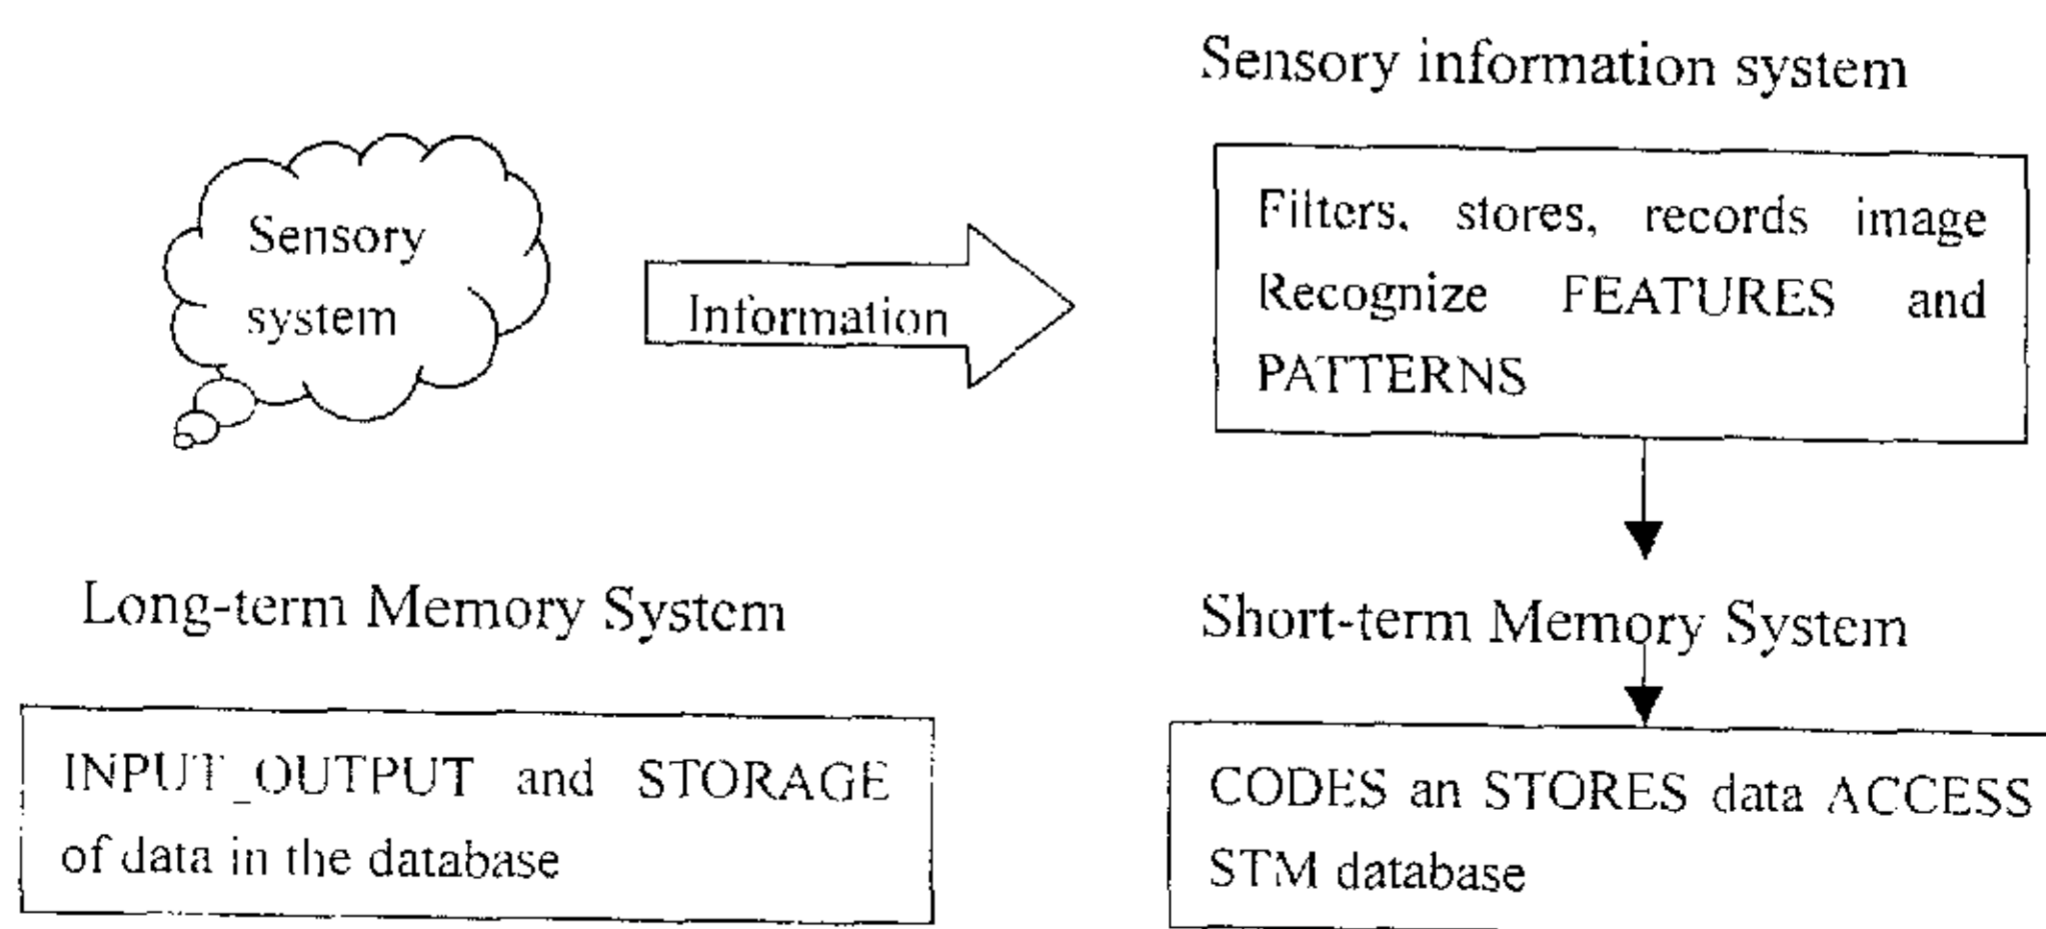 Sensory information system
Sensory
system
Information
Filters, stores, records image
Recognize FEATURES and
PATTERNS
Long-term Memory System
Short-term Memory System
INPUT_OUTPUT and STORAGE
of data in the database
CODES an STORES data ACCESS
STM database